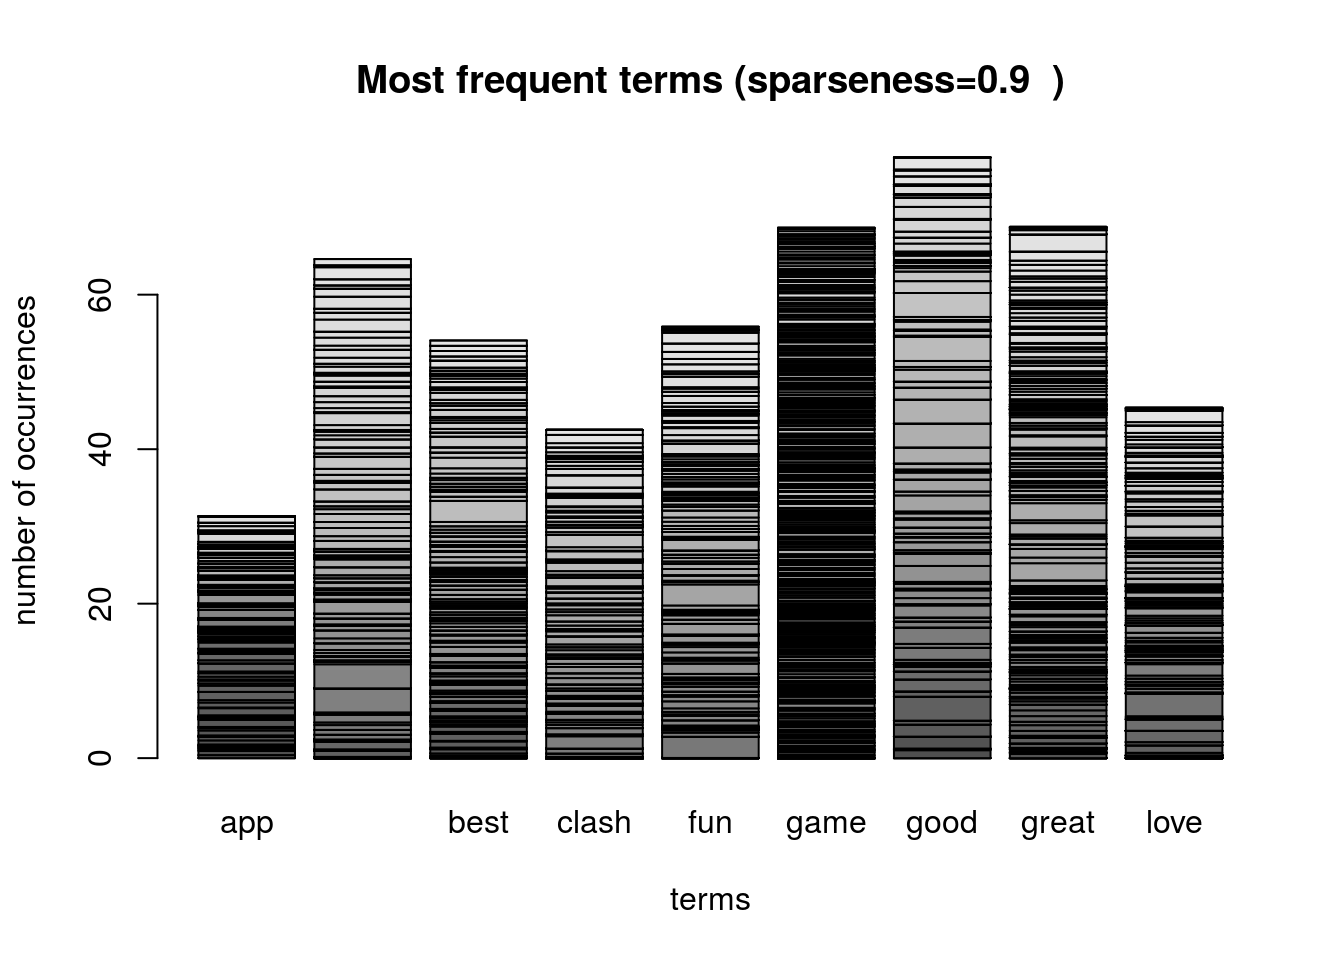 Most frequent terms (sparseness=0.9 )
number of occurrences
60
40
20
0
app best clash fun game good great love
terms